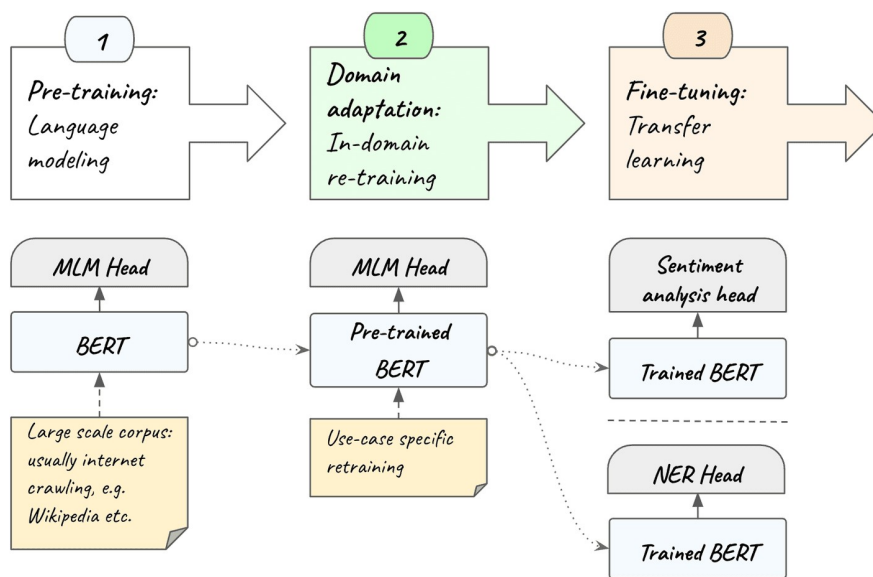 1
Pre-training:
Language
modeling
2
Domain
adaptation:
In-domain
re-training
3
Fine-tuning:
Transfer
learning
MLM Head
BERT
Large scale corpus:
usually internet
crawling, e.g.
Wikipedia etc.
MLM Head
Pre-trained
BERT
Use-case specific
retraining
Sentiment
analysis head
Trained BERT
NER Head
Trained BERT